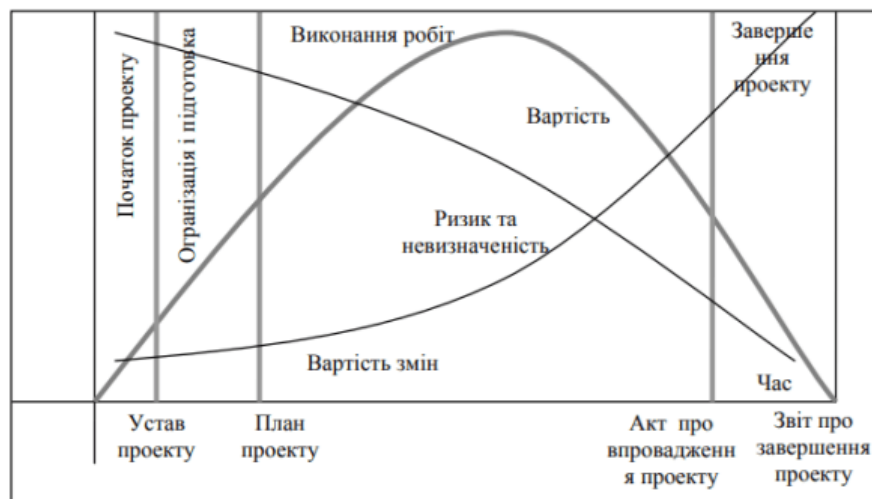 Початок проекту
Огранізація і підготовка
Виконання робіт
Заверше
ння
проекту
Вартість
Ризик та
невизначеність
Вартість змін
Час
Устав
проекту
План
проекту
Акт про
впровадженн
я проекту
Звіт про
завершення
проекту